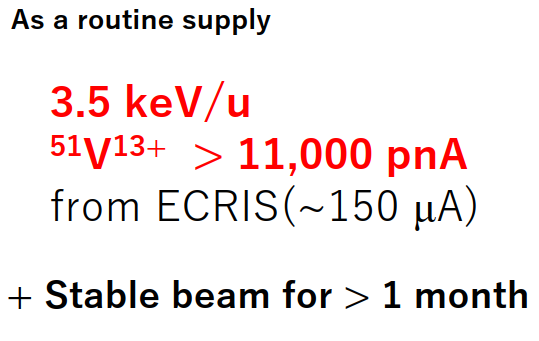 As a routine supply
3.5 keV/u
⁵¹V¹³⁺ > 11,000 pnA
from ECRIS(~150 μA)
+ Stable beam for > 1 month